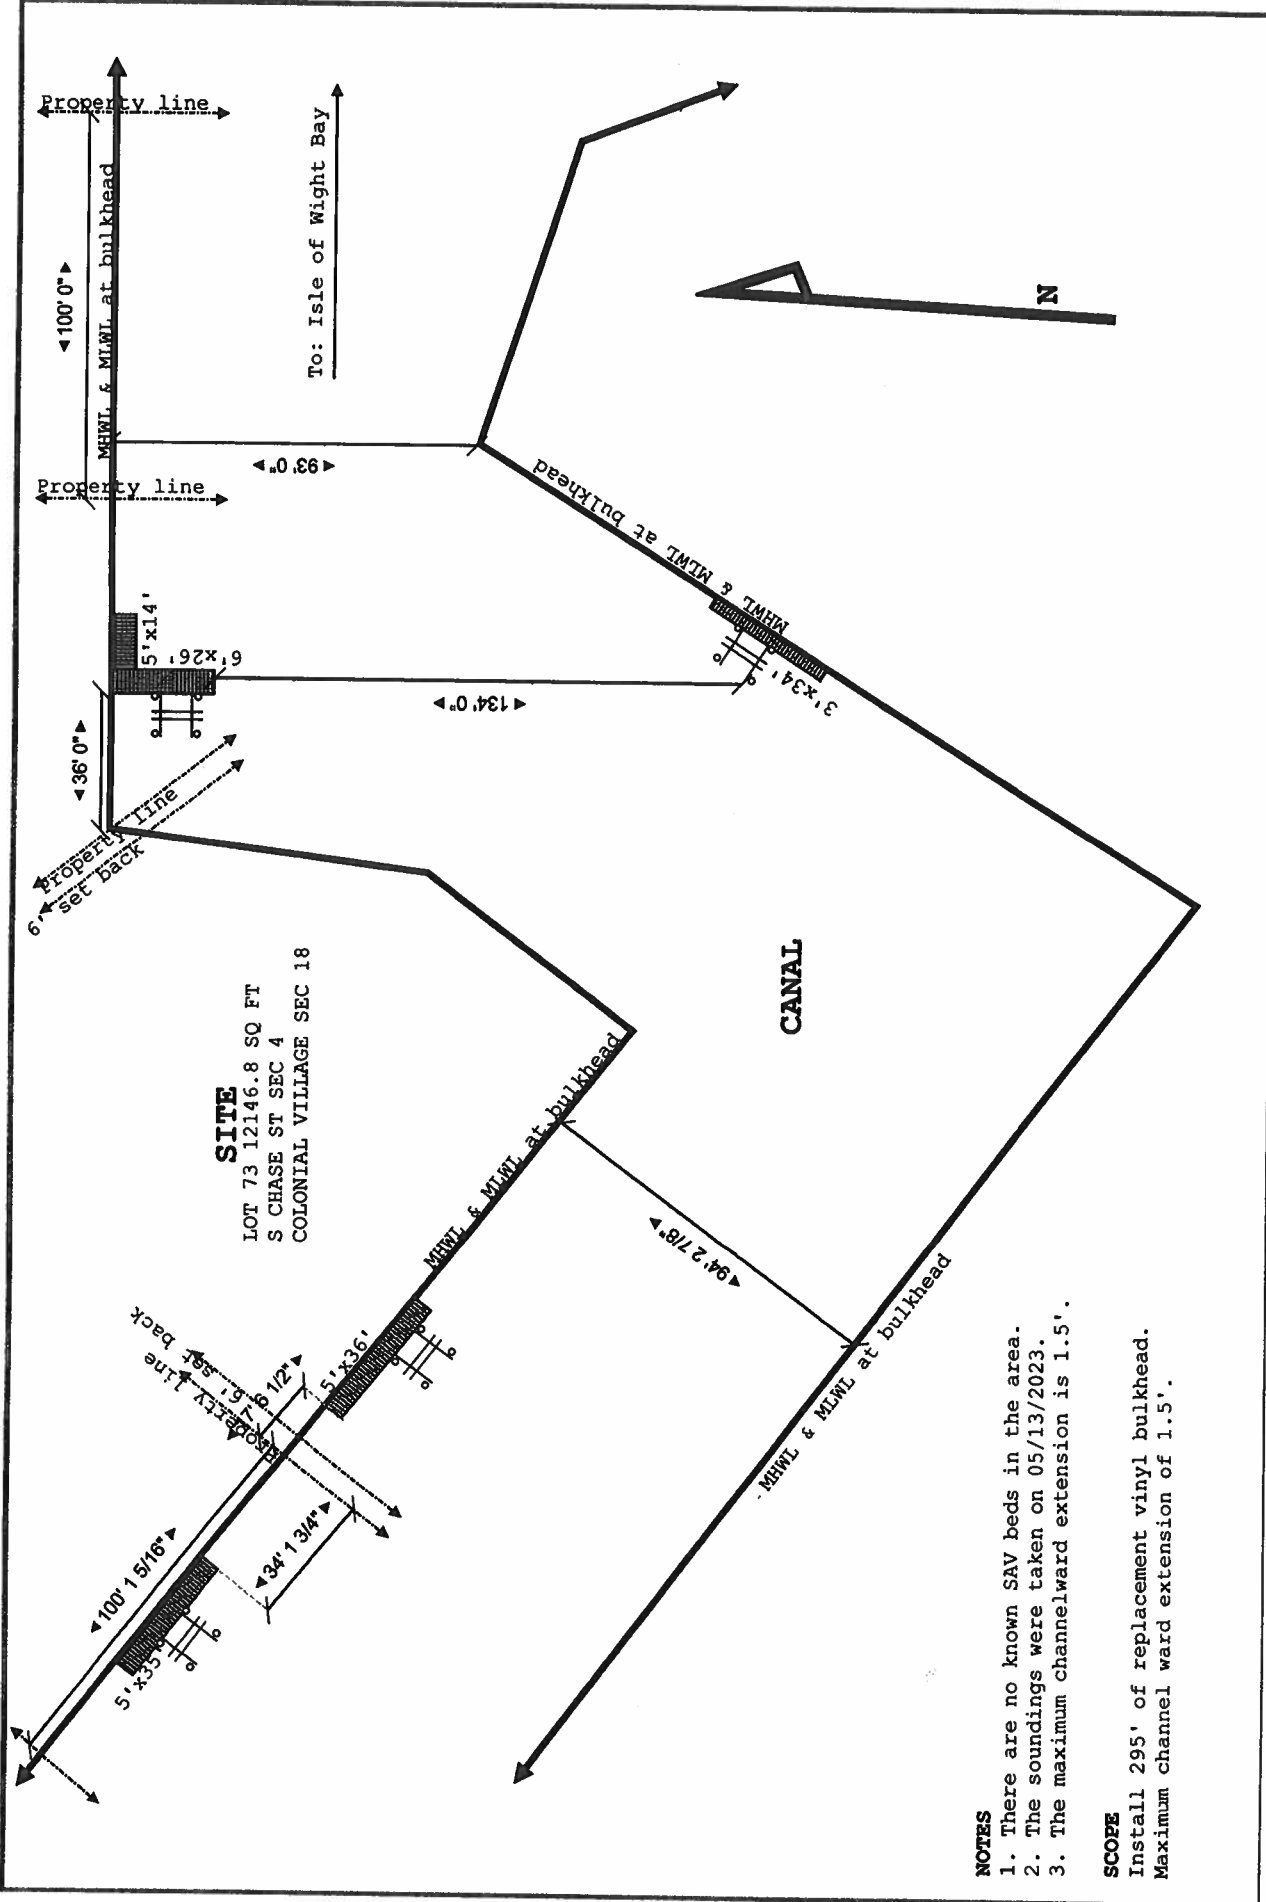 Property line
100' 0"
MHWL & MLWL at bulkhead
To: Isle of Wight Bay
N
93' 0"
Property line
MHWL & MLWL at bulkhead
5'x14'
6'x26'
134' 0"
3'x34'
36' 0"
Property line
6' set back
SITE
LOT 73 12146.8 SQ FT
S CHASE ST SEC 4
COLONIAL VILLAGE SEC 18
CANAL
MHWL & MLWL at bulkhead
94' 2 7/8"
MHWL & MLWL at bulkhead
6' set back
Property line
7' 6 1/2"
5'x36'
34' 1 3/4"
100' 1 5/16"
5'x35'
NOTES
1. There are no known SAV beds in the area.
2. The soundings were taken on 05/13/2023.
3. The maximum channelward extension is 1.5'.
SCOPE
Install 295' of replacement vinyl bulkhead.
Maximum channel ward extension of 1.5'.